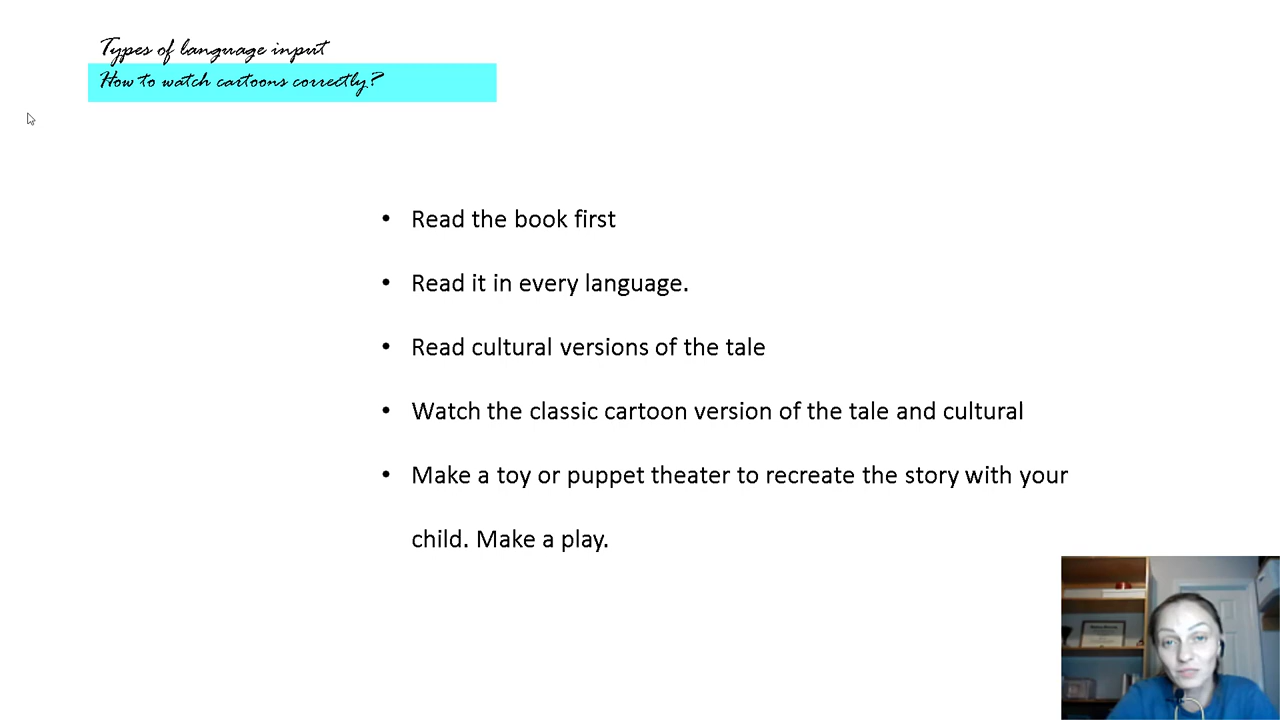 Types of language input
How to watch cartoons correctly?
• Read the book first
• Read it in every language.
• Read cultural versions of the tale
• Watch the classic cartoon version of the tale and cultural
• Make a toy or puppet theater to recreate the story with your
child. Make a play.